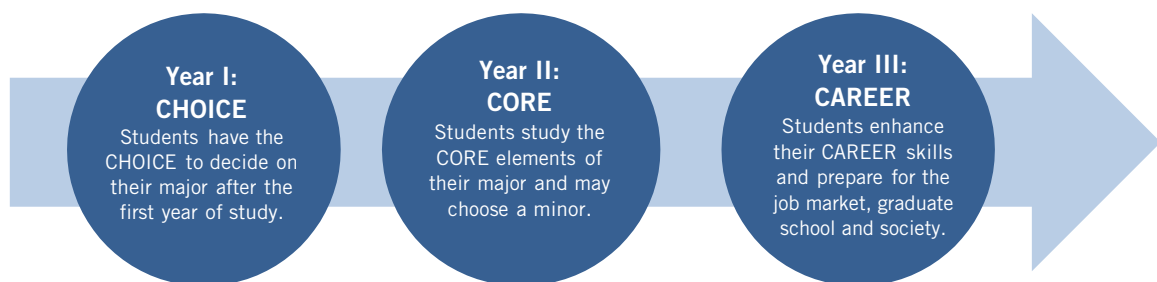 Year I:
CHOICE
Students have the
CHOICE to decide on
their major after the
first year of study.
Year II:
CORE
Students study the
CORE elements of
their major and may
choose a minor.
Year III:
CAREER
Students enhance
their CAREER skills
and prepare for the
job market, graduate
school and society.